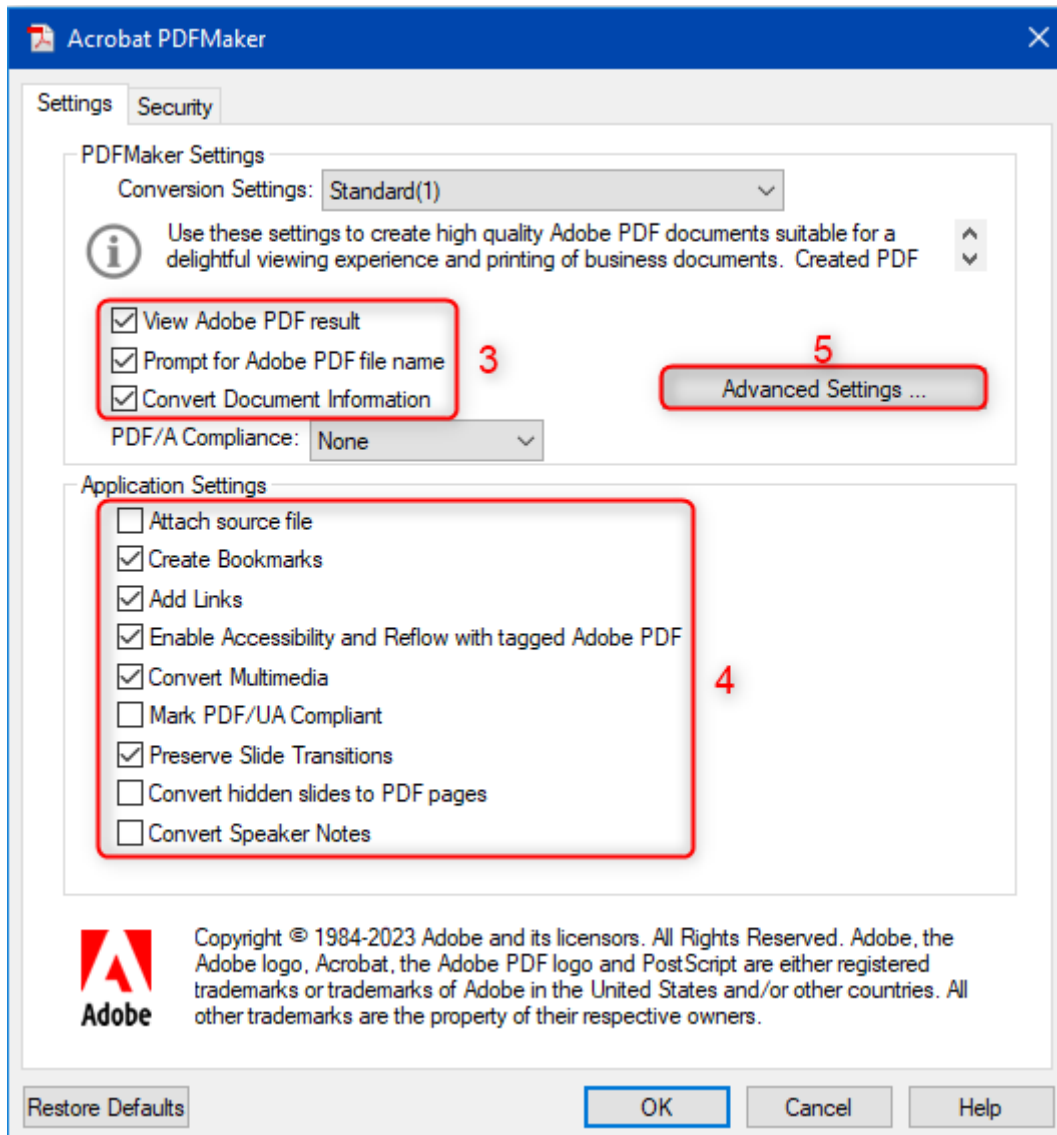 Acrobat PDFMaker
Settings
Security
PDFMaker Settings
Conversion Settings: Standard(1)
Use these settings to create high quality Adobe PDF documents suitable for a
delightful viewing experience and printing of business documents. Created PDF
View Adobe PDF result
Prompt for Adobe PDF file name
Convert Document Information
3
5
Advanced Settings ...
PDF/A Compliance: None
Application Settings
Attach source file
Create Bookmarks
Add Links
Enable Accessibility and Reflow with tagged Adobe PDF
Convert Multimedia
Mark PDF/UA Compliant
Preserve Slide Transitions
Convert hidden slides to PDF pages
Convert Speaker Notes
4
Adobe
Copyright © 1984-2023 Adobe and its licensors. All Rights Reserved. Adobe, the
Adobe logo, Acrobat, the Adobe PDF logo and PostScript are either registered
trademarks or trademarks of Adobe in the United States and/or other countries. All
other trademarks are the property of their respective owners.
Restore Defaults
OK
Cancel
Help